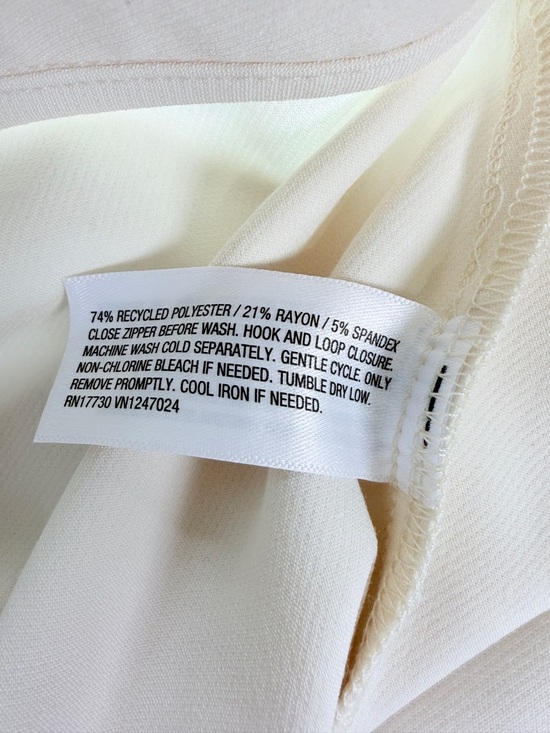 74% RECYCLED POLYESTER / 21% RAYON / 5% SPANDEX
CLOSE ZIPPER BEFORE WASH. HOOK AND LOOP CLOSURE.
MACHINE WASH COLD SEPARATELY. GENTLE CYCLE. ONLY
NON-CHLORINE BLEACH IF NEEDED. TUMBLE DRY LOW.
REMOVE PROMPTLY. COOL IRON IF NEEDED.
RN17730 VN1247024